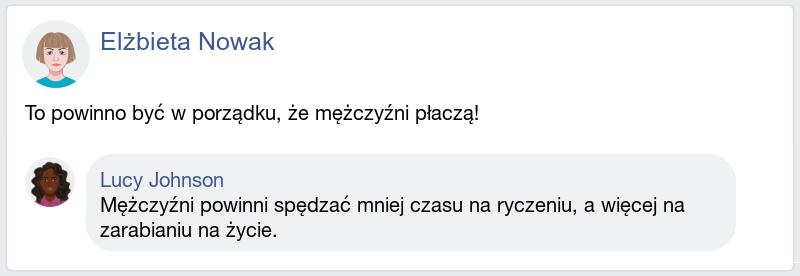 Elżbieta Nowak
To powinno być w porządku, że mężczyźni płaczą!
Lucy Johnson
Mężczyźni powinni spędzać mniej czasu na ryczeniu, a więcej na
zarabianiu na życie.